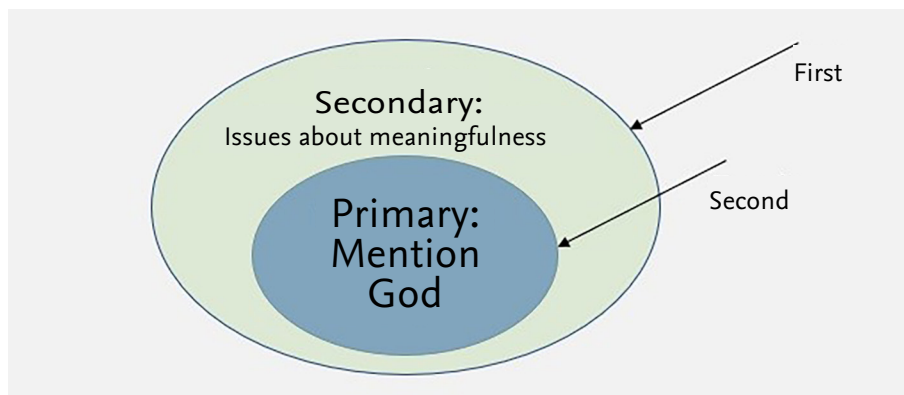 First
Secondary:
Issues about meaningfulness
Second
Primary:
Mention
God